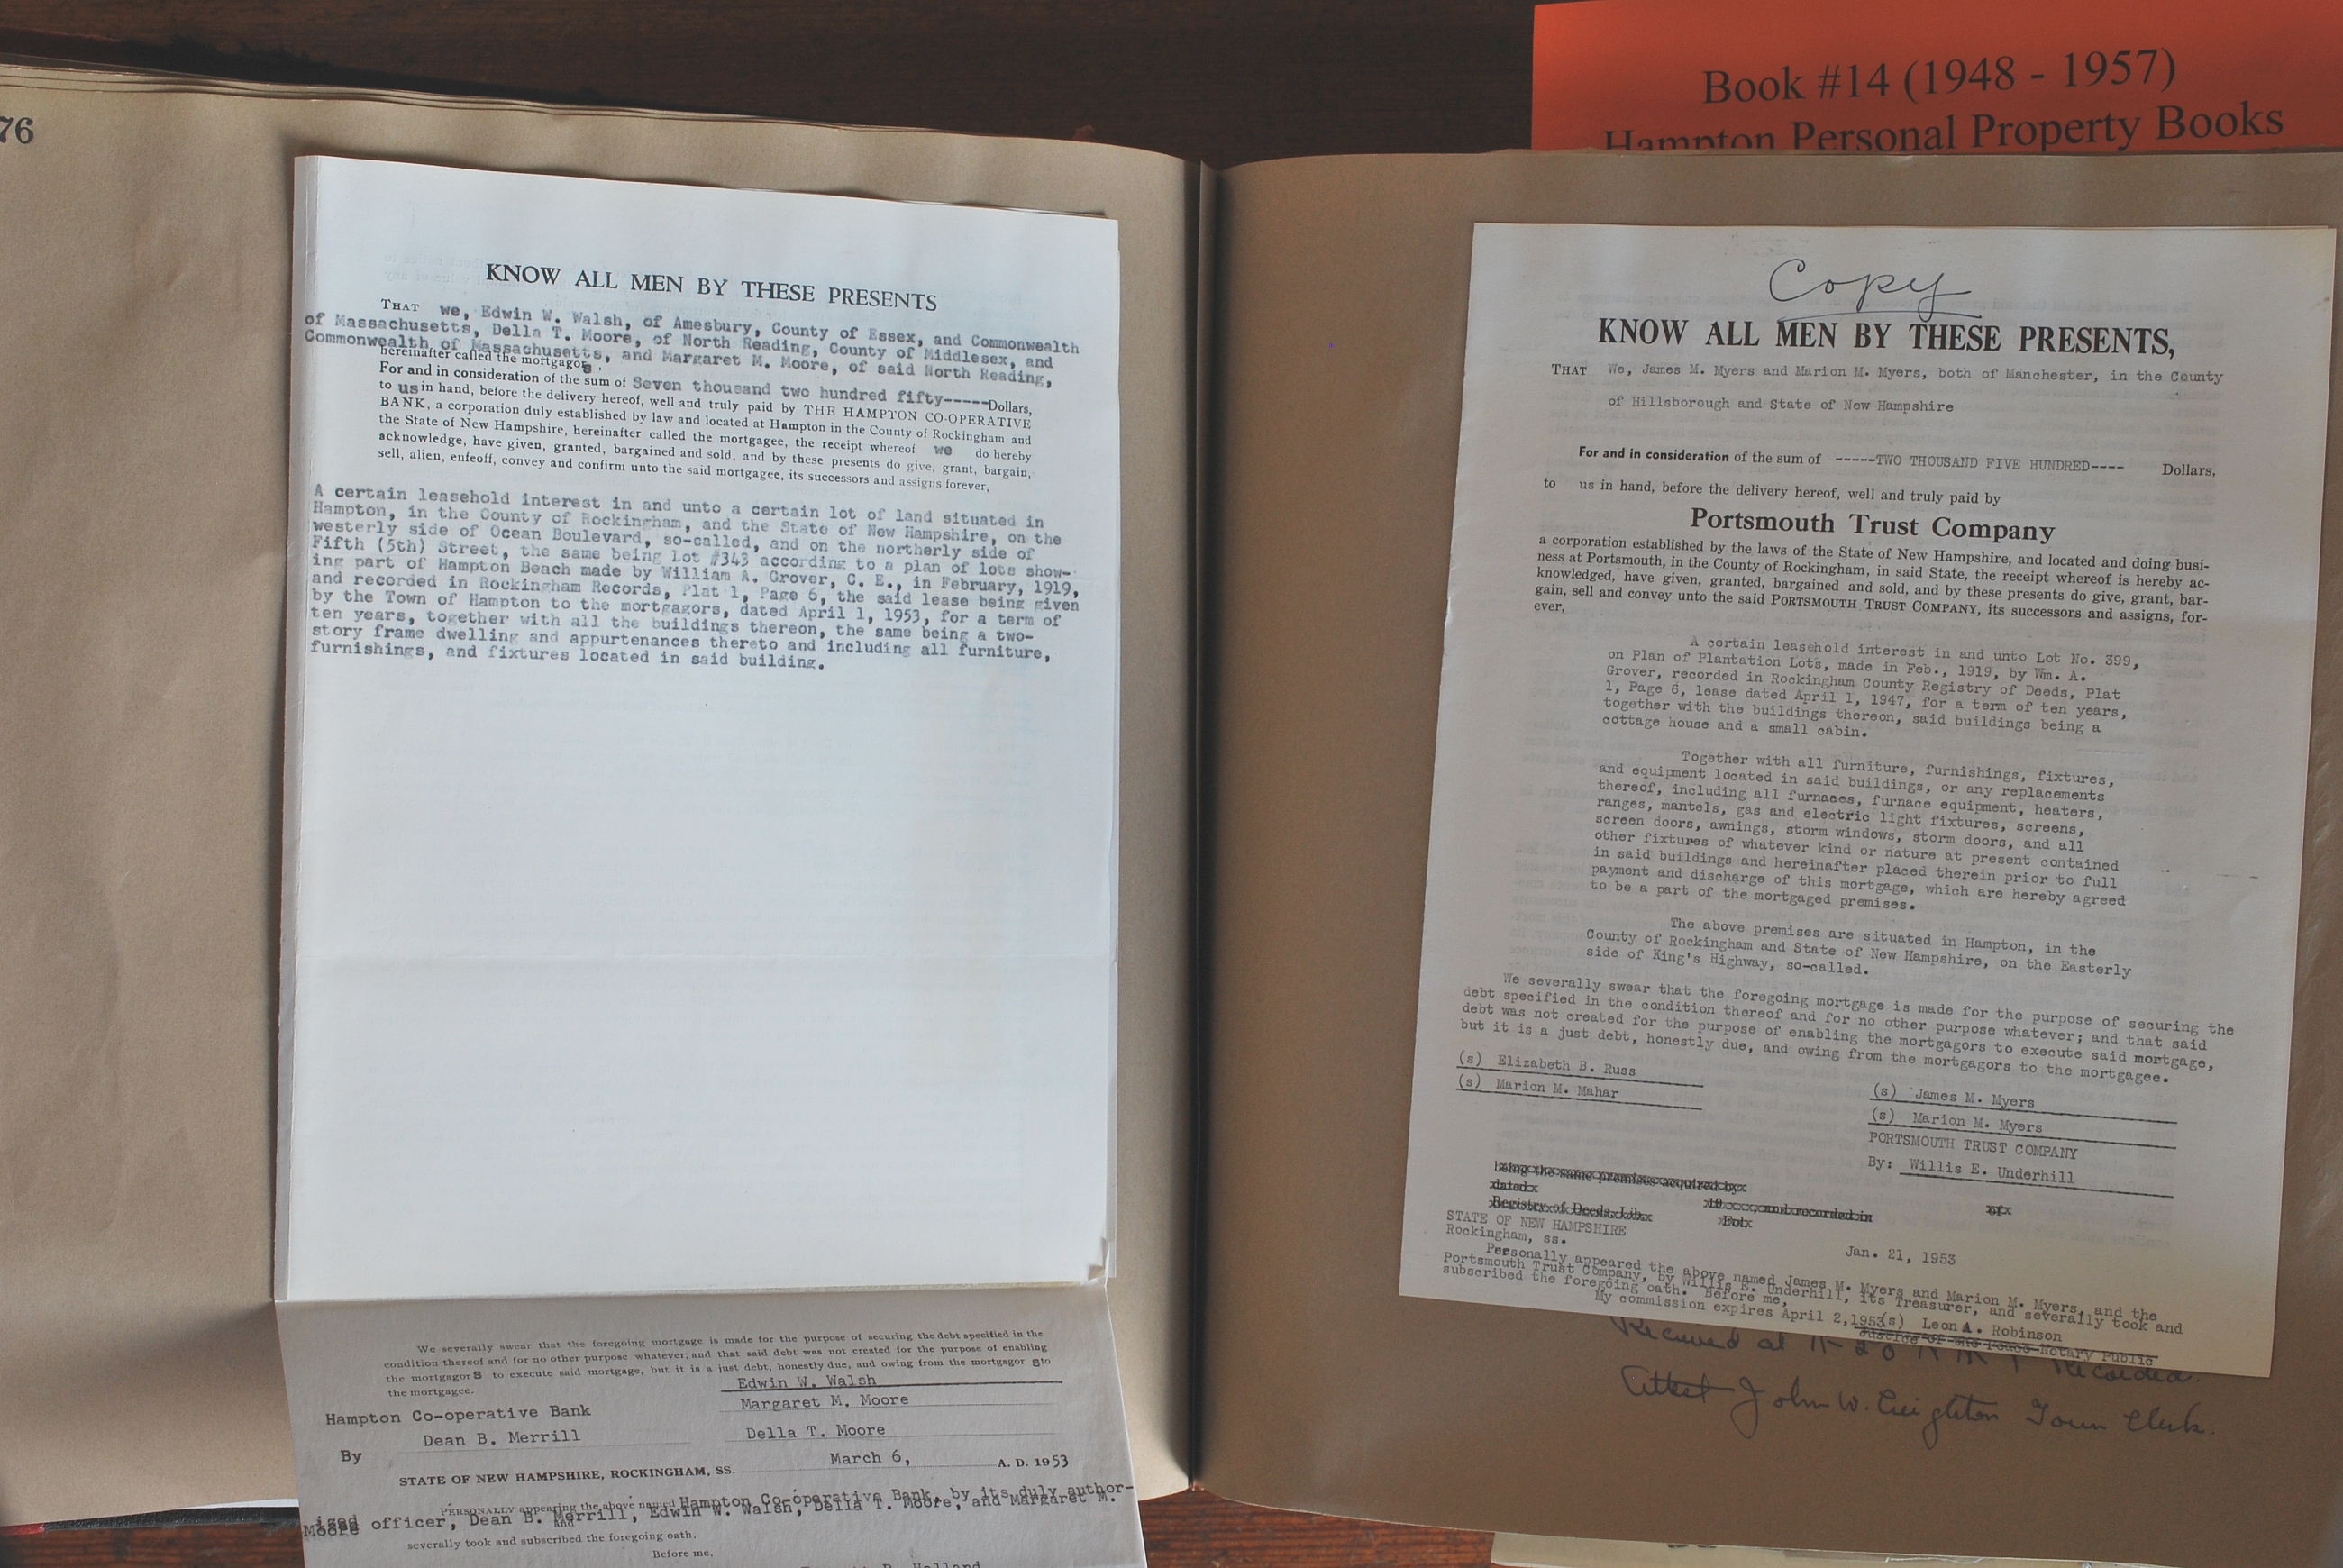 76
KNOW ALL MEN BY THESE PRESENTS
THAT we, Edwin W. Walsh, of Amesbury, County of Essex, and Commonwealth
of Massachusetts, Della T. Moore, of North Reading, County of Middlesex, and
Commonwealth of Massachusetts, and Margaret M. Moore, of said North Reading,
hereinafter called the mortgagors,
For and in consideration of the sum of Seven thousand two hundred fifty-----Dollars,
to us in hand, before the delivery hereof, well and truly paid by THE HAMPTON CO-OPERATIVE
BANK, a corporation duly established by law and located at Hampton in the County of Rockingham and
the State of New Hampshire, hereinafter called the mortgagee, the receipt whereof we do hereby
acknowledge, have given, granted, bargained and sold, and by these presents do give, grant, bargain,
sell, alien, enfeoff, convey and confirm unto the said mortgagee, its successors and assigns forever,
A certain leasehold interest in and unto a certain lot of land situated in
Hampton, in the County of Rockingham, and the State of New Hampshire, on the
westerly side of Ocean Boulevard, so-called, and on the northerly side of
Fifth (5th) Street, the same being Lot #343 according to a plan of lots show-
ing part of Hampton Beach made by William A. Grover, C. E., in February, 1919,
and recorded in Rockingham Records, Plat 1, Page 6, the said lease being given
by the Town of Hampton to the mortgagors, dated April 1, 1953, for a term of
ten years, together with all the buildings thereon, the same being a two-
story frame dwelling and appurtenances thereto and including all furniture,
furnishings, and fixtures located in said building.
We severally swear that the foregoing mortgage is made for the purpose of securing the debt specified in the
condition thereof and for no other purpose whatever; and that said debt was not created for the purpose of enabling
the mortgagors to execute said mortgage, but it is a just debt, honestly due, and owing from the mortgagor s to
the mortgagee.
Edwin W. Walsh
Margaret M. Moore
Hampton Co-operative Bank
Della T. Moore
By Dean B. Merrill
March 6,
STATE OF NEW HAMPSHIRE, ROCKINGHAM, SS. A. D. 1953
PERSONALLY appearing the above named Hampton Co-operative Bank, by its duly author-
ized officer, Dean B. Merrill, Edwin W. Walsh, Della T. Moore, and Margaret M.
Moore and
severally took and subscribed the foregoing oath.
Before me,
Holland
Book #14 (1948 - 1957)
Hampton Personal Property Books
Copy
KNOW ALL MEN BY THESE PRESENTS,
THAT We, James M. Myers and Marion M. Myers, both of Manchester, in the County
of Hillsborough and State of New Hampshire
For and in consideration of the sum of -----TWO THOUSAND FIVE HUNDRED---- Dollars,
to us in hand, before the delivery hereof, well and truly paid by
Portsmouth Trust Company
a corporation established by the laws of the State of New Hampshire, and located and doing busi-
ness at Portsmouth, in the County of Rockingham, in said State, the receipt whereof is hereby ac-
knowledged, have given, granted, bargained and sold, and by these presents do give, grant, bar-
gain, sell and convey unto the said PORTSMOUTH TRUST COMPANY, its successors and assigns, for-
ever,
A certain leasehold interest in and unto Lot No. 399,
on Plan of Plantation Lots, made in Feb., 1919, by Wm. A.
Grover, recorded in Rockingham County Registry of Deeds, Plat
1, Page 6, lease dated April 1, 1947, for a term of ten years,
together with the buildings thereon, said buildings being a
cottage house and a small cabin.
Together with all furniture, furnishings, fixtures,
and equipment located in said buildings, or any replacements
thereof, including all furnaces, furnace equipment, heaters,
ranges, mantels, gas and electric light fixtures, screens,
screen doors, awnings, storm windows, storm doors, and all
other fixtures of whatever kind or nature at present contained
in said buildings and hereinafter placed therein prior to full
payment and discharge of this mortgage, which are hereby agreed
to be a part of the mortgaged premises.
The above premises are situated in Hampton, in the
County of Rockingham and State of New Hampshire, on the Easterly
side of King's Highway, so-called.
We severally swear that the foregoing mortgage is made for the purpose of securing the
debt specified in the condition thereof and for no other purpose whatever; and that said
debt was not created for the purpose of enabling the mortgagors to execute said mortgage,
but it is a just debt, honestly due, and owing from the mortgagors to the mortgagee.
(s) Elizabeth B. Russ
(s) Marion M. Mahar
(s) James M. Myers
(s) Marion M. Myers
PORTSMOUTH TRUST COMPANY
By: Willis E. Underhill
being the same premises acquired by
dated 19 and recorded in of
Registry of Deeds, Lib. Fol.
STATE OF NEW HAMPSHIRE
Rockingham, ss.
Jan. 21, 1953
Personally appeared the above named James M. Myers and Marion M. Myers, and the
Portsmouth Trust Company, by Willis E. Underhill, its Treasurer, and severally took and
subscribed the foregoing oath. Before me,
My commission expires April 2, 1953 (s) Leon A. Robinson
Justice of the Peace Notary Public
Received at Recorded.
Attest John W. Creighton Town Clerk.